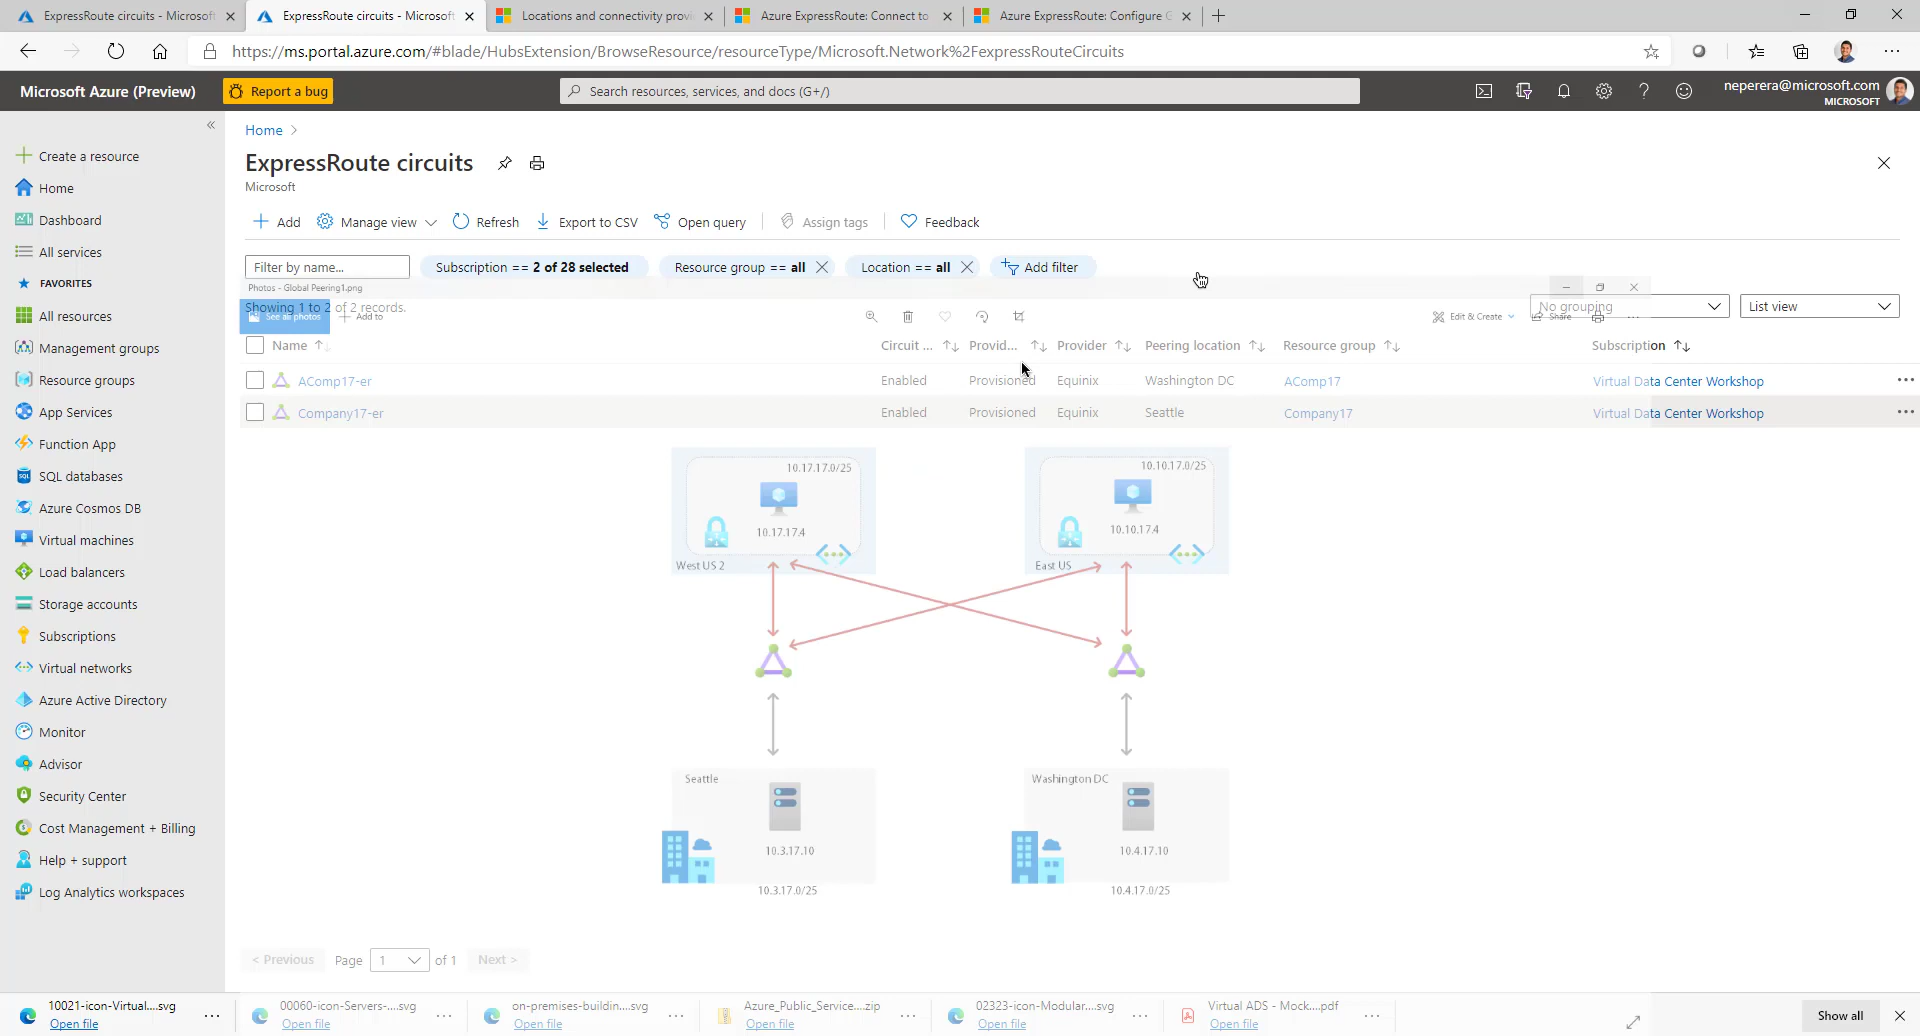 ExpressRoute circuits - Microsoft
ExpressRoute circuits - Microsoft
Locations and connectivity provi
Azure ExpressRoute: Connect to
Azure ExpressRoute: Configure G
https://ms.portal.azure.com/#blade/HubsExtension/BrowseResource/resourceType/Microsoft.Network%2FexpressRouteCircuits
Microsoft Azure (Preview)
Report a bug
Search resources, services, and docs (G+/)
neperera@microsoft.com
MICROSOFT
Create a resource
Home
Dashboard
All services
FAVORITES
All resources
Management groups
Resource groups
App Services
Function App
SQL databases
Azure Cosmos DB
Virtual machines
Load balancers
Storage accounts
Subscriptions
Virtual networks
Azure Active Directory
Monitor
Advisor
Security Center
Cost Management + Billing
Help + support
Log Analytics workspaces
Home
ExpressRoute circuits
Microsoft
Add
Manage view
Refresh
Export to CSV
Open query
Assign tags
Feedback
Filter by name...
Subscription == 2 of 28 selected
Resource group == all
Location == all
Add filter
Photos - Global Peering1.png
Showing 1 to 2 of 2 records.
See all photos
Add to
Edit & Create
Share
No grouping
List view
Name Circuit ... Provid... Provider Peering location Resource group Subscription
AComp17-er Enabled Provisioned Equinix Washington DC AComp17 Virtual Data Center Workshop
Company17-er Enabled Provisioned Equinix Seattle Company17 Virtual Data Center Workshop
10.17.17.0/25
10.17.17.4
West US 2
10.10.17.0/25
10.10.17.4
East US
Seattle
10.3.17.10
10.3.17.0/25
Washington DC
10.4.17.10
10.4.17.0/25
< Previous Page 1 of 1 Next >
10021-icon-Virtual....svg
Open file
00060-icon-Servers-....svg
Open file
on-premises-buildin....svg
Open file
Azure_Public_Service....zip
Open file
02323-icon-Modular....svg
Open file
Virtual ADS - Mock....pdf
Open file
Show all